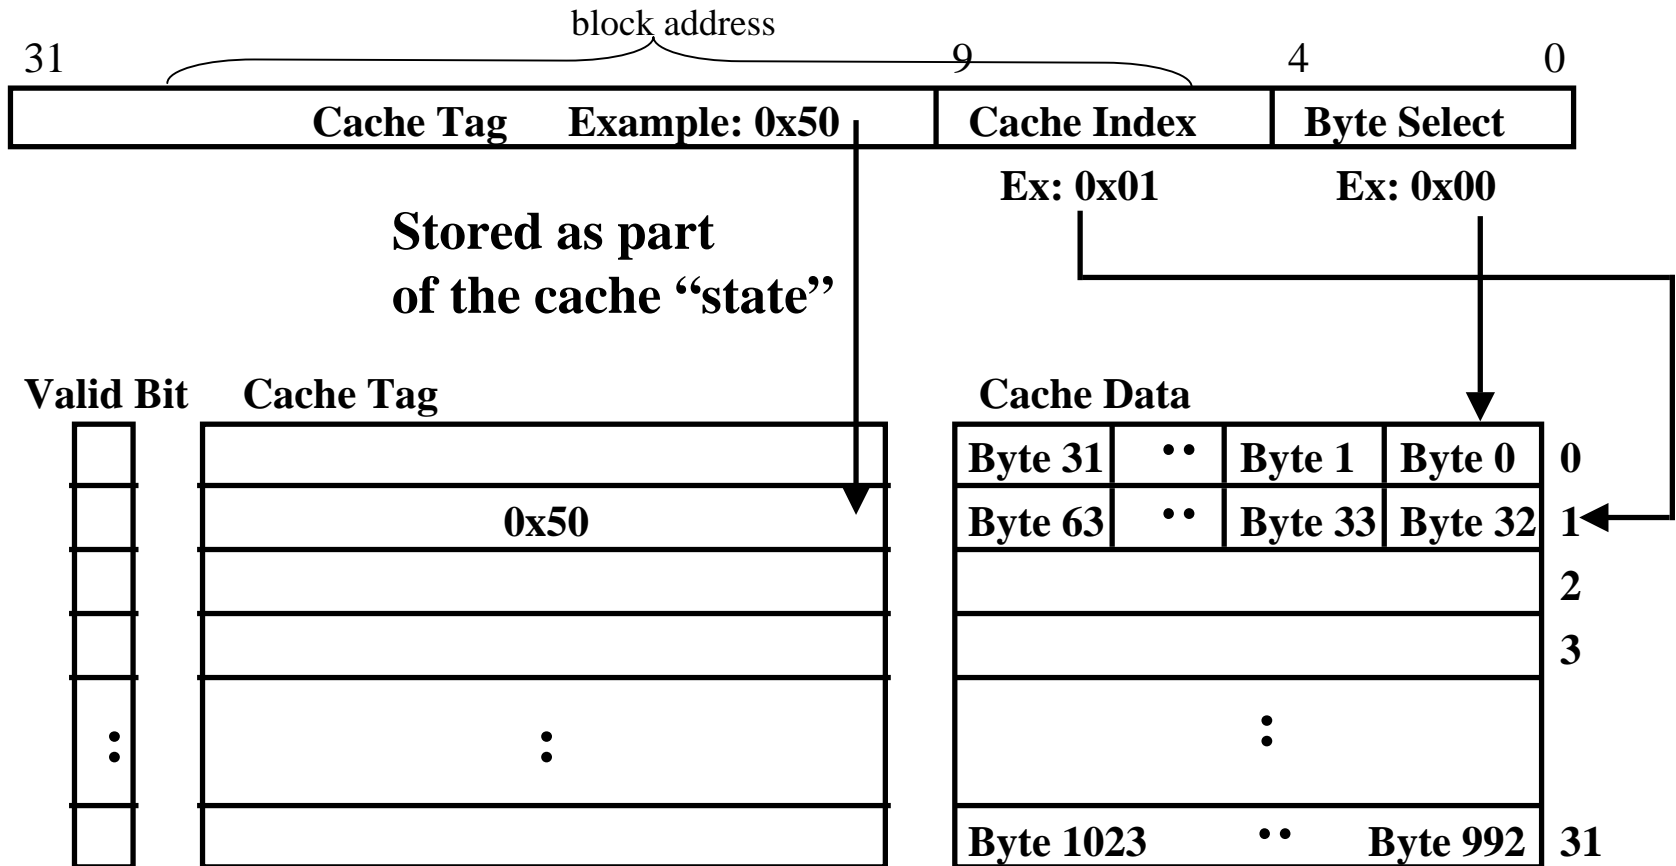 block address
31 9 4 0
Cache Tag Example: 0x50 Cache Index Byte Select
Ex: 0x01 Ex: 0x00
Stored as part
of the cache “state”
Valid Bit Cache Tag Cache Data
Byte 31 ·· Byte 1 Byte 0 0
0x50 Byte 63 ·· Byte 33 Byte 32 1
2
3
: : :
Byte 1023 ·· Byte 992 31